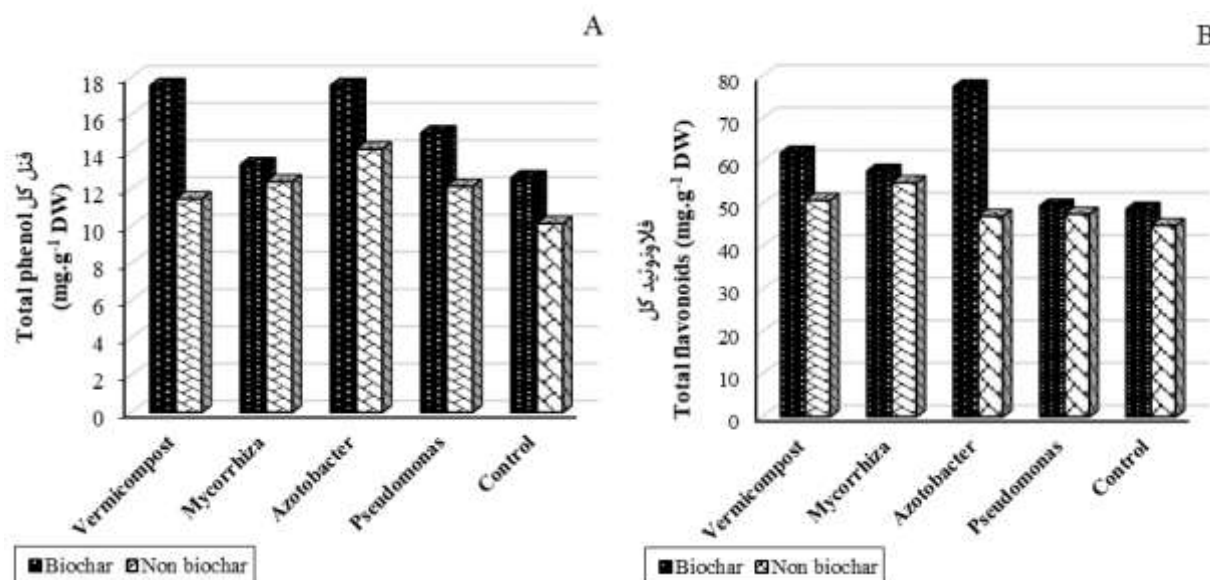 A
فنل کل
Total phenol
(mg.g-1 DW)
18
16
14
12
10
8
6
4
2
0
Vermicompost
Mycorrhiza
Azotobacter
Pseudomonas
Control
Biochar Non biochar
B
فلاونوئید کل
Total flavonoids (mg.g-1 DW)
80
70
60
50
40
30
20
10
0
Vermicompost
Mycorrhiza
Azotobacter
Pseudomonas
Control
Biochar Non biochar